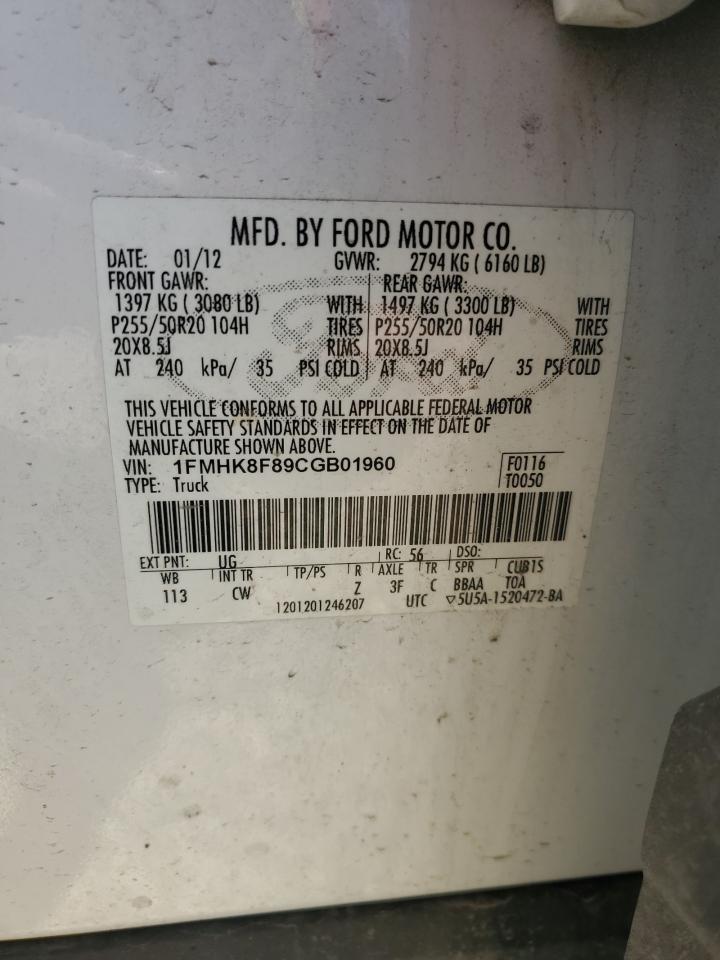 MFD. BY FORD MOTOR CO.
DATE: 01/12 GVWR: 2794 KG ( 6160 LB)
FRONT GAWR: REAR GAWR:
1397 KG ( 3080 LB) WITH 1497 KG ( 3300 LB) WITH
P255/50R20 104H TIRES P255/50R20 104H TIRES
20X8.5J RIMS 20X8.5J RIMS
AT 240 kPa/ 35 PSI COLD AT 240 kPa/ 35 PSI COLD
THIS VEHICLE CONFORMS TO ALL APPLICABLE FEDERAL MOTOR
VEHICLE SAFETY STANDARDS IN EFFECT ON THE DATE OF
MANUFACTURE SHOWN ABOVE.
VIN: 1FMHK8F89CGB01960 F0116
TYPE: Truck T0050
EXT PNT: UG RC: 56 DSO:
WB INT TR TP/PS R AXLE TR SPR CUB1S
113 CW Z 3F C BBAA TOA
1201201246207 UTC ▽5U5A-1520472-BA